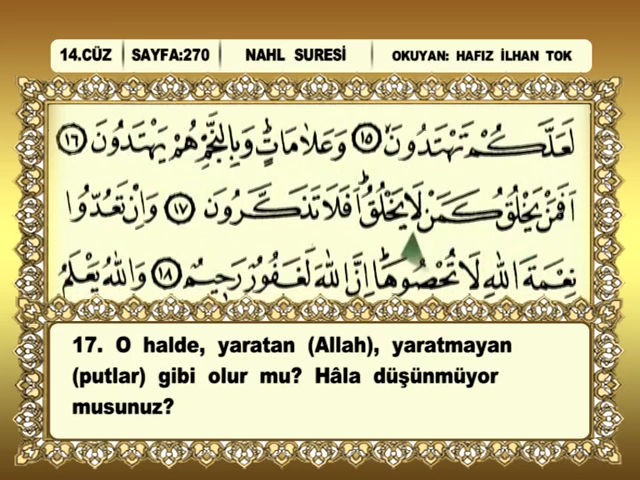 14.CÜZ SAYFA:270 NAHL SURESİ OKUYAN: HAFIZ İLHAN TOK
لَعَلَّكُمْ تَهْتَدُونَۙ ﴿١٥﴾ وَعَلَامَاتٍۜ وَبِالنَّجْمِ هُمْ يَهْتَدُونَ ﴿١٦﴾
اَفَمَنْ يَخْلُقُ كَمَنْ لَا يَخْلُقُۜ اَفَلَا تَذَكَّرُونَ ﴿١٧﴾ وَاِنْ تَعُدُّوا
نِعْمَةَ اللّٰهِ لَا تُحْصُوهَاۜ اِنَّ اللّٰهَ لَغَفُورٌ رَحِيمٌ ﴿١٨﴾ وَاللّٰهُ يَعْلَمُ
17. O halde, yaratan (Allah), yaratmayan
(putlar) gibi olur mu? Hâla düşünmüyor
musunuz?